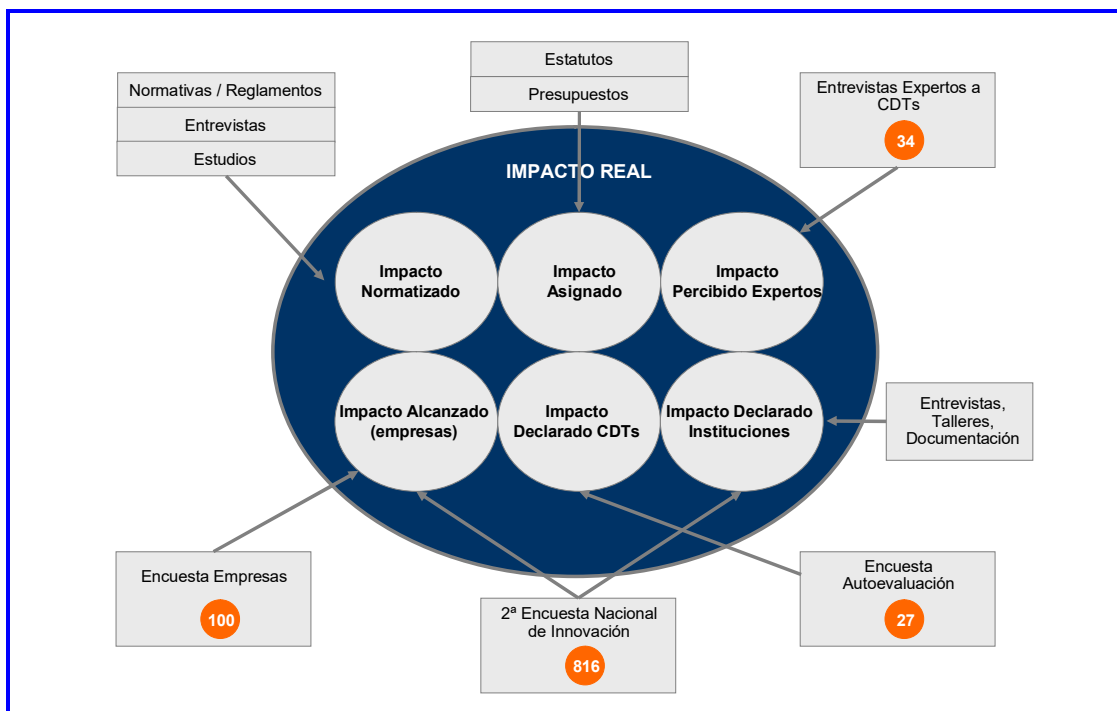 Estatutos
Presupuestos
Normativas / Reglamentos
Entrevistas
Estudios
Entrevistas Expertos a
CDTs
34
IMPACTO REAL
Impacto
Normatizado
Impacto
Asignado
Impacto
Percibido Expertos
Impacto Alcanzado
(empresas)
Impacto
Declarado CDTs
Impacto Declarado
Instituciones
Entrevistas,
Talleres,
Documentación
Encuesta Empresas
100
2ª Encuesta Nacional
de Innovación
816
Encuesta
Autoevaluación
27